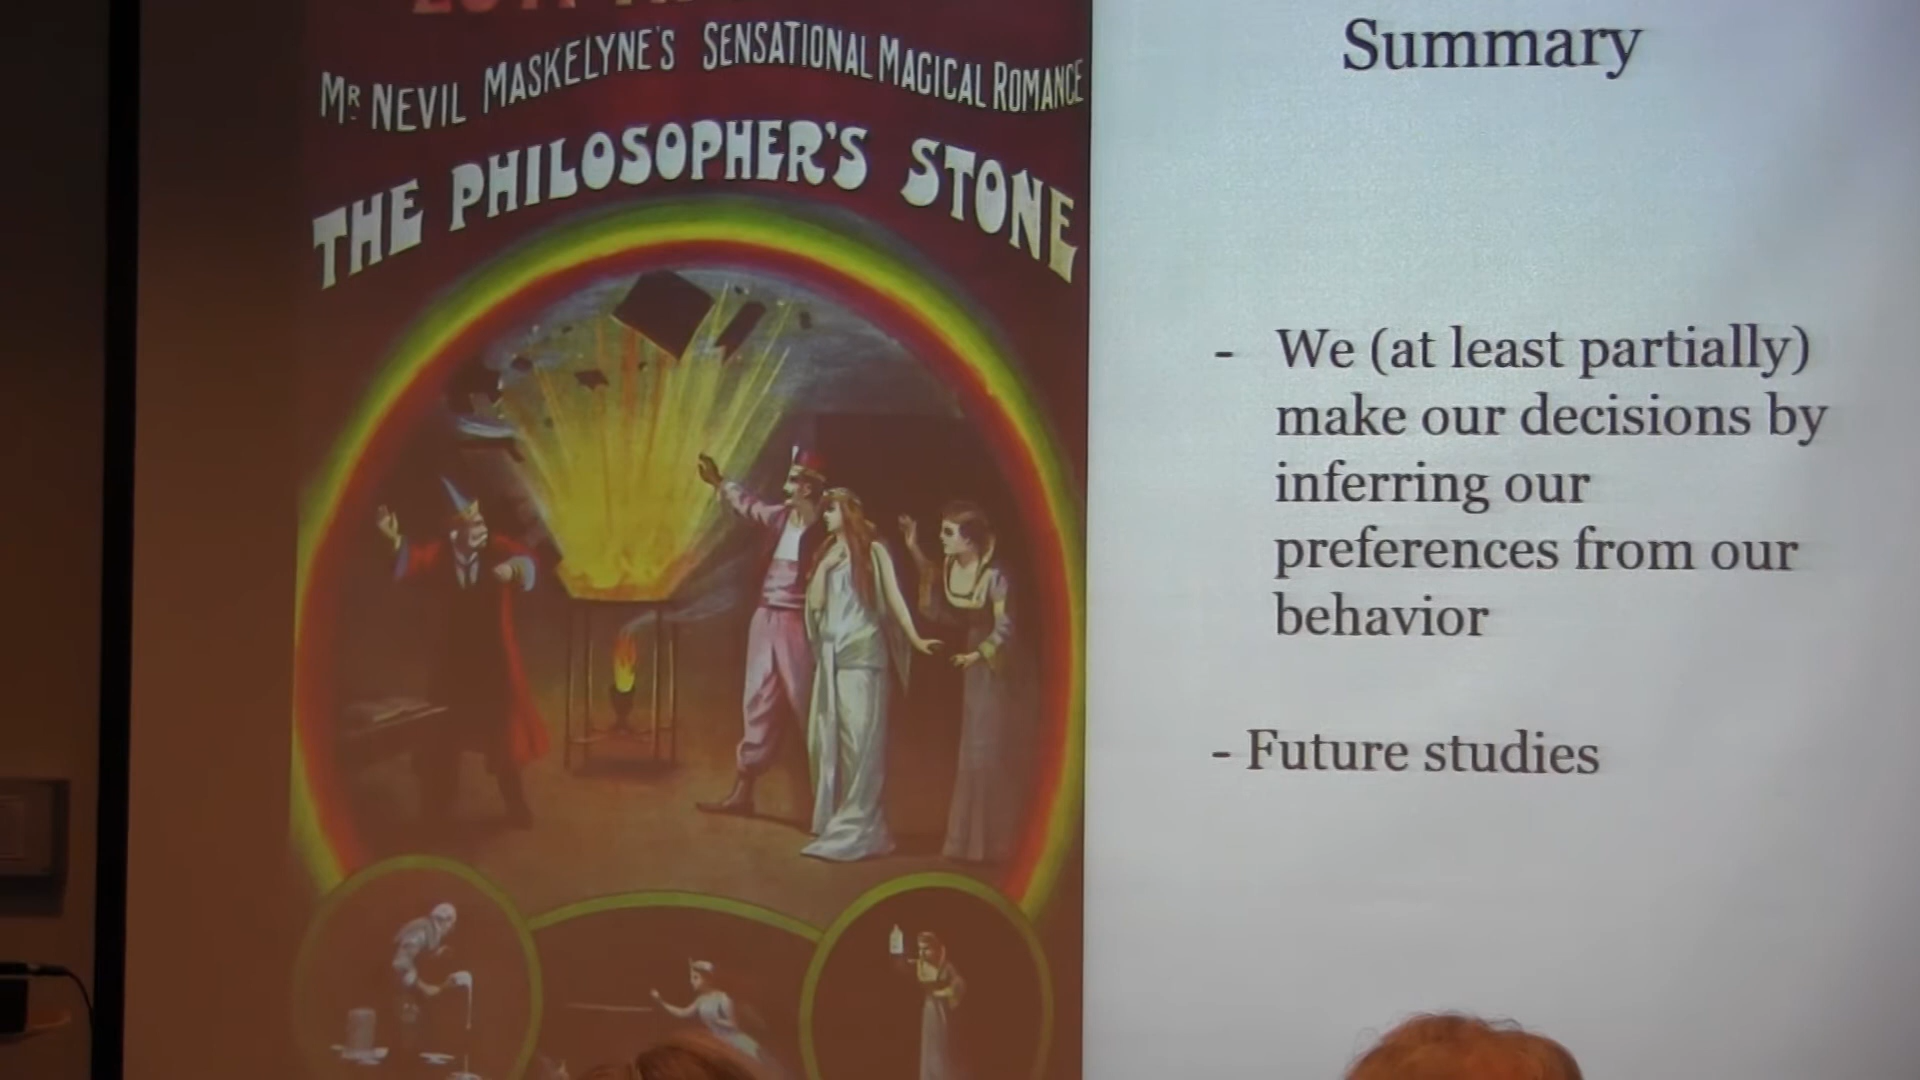 Mr NEVIL MASKELYNE'S SENSATIONAL MAGICAL ROMANCE
THE PHILOSOPHER'S STONE
Summary
- We (at least partially)
make our decisions by
inferring our
preferences from our
behavior
- Future studies